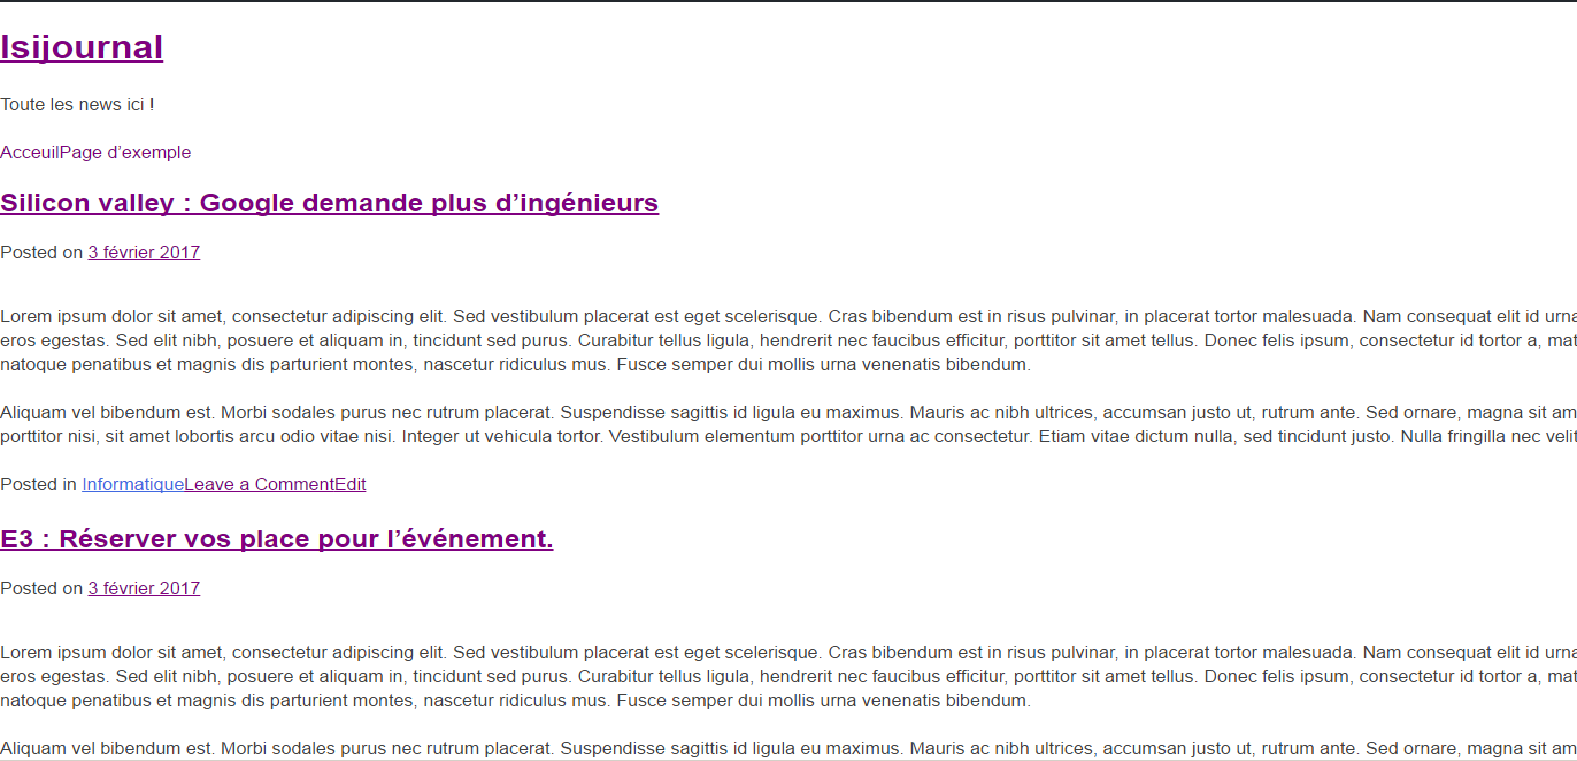 Isijournal
Toute les news ici !
AcceuilPage d’exemple
Silicon valley : Google demande plus d’ingénieurs
Posted on 3 février 2017
Lorem ipsum dolor sit amet, consectetur adipiscing elit. Sed vestibulum placerat est eget scelerisque. Cras bibendum est in risus pulvinar, in placerat tortor malesuada. Nam consequat elit id urna
eros egestas. Sed elit nibh, posuere et aliquam in, tincidunt sed purus. Curabitur tellus ligula, hendrerit nec faucibus efficitur, porttitor sit amet tellus. Donec felis ipsum, consectetur id tortor a, mat
natoque penatibus et magnis dis parturient montes, nascetur ridiculus mus. Fusce semper dui mollis urna venenatis bibendum.
Aliquam vel bibendum est. Morbi sodales purus nec rutrum placerat. Suspendisse sagittis id ligula eu maximus. Mauris ac nibh ultrices, accumsan justo ut, rutrum ante. Sed ornare, magna sit am
porttitor nisi, sit amet lobortis arcu odio vitae nisi. Integer ut vehicula tortor. Vestibulum elementum porttitor urna ac consectetur. Etiam vitae dictum nulla, sed tincidunt justo. Nulla fringilla nec velit
Posted in InformatiqueLeave a CommentEdit
E3 : Réserver vos place pour l’événement.
Posted on 3 février 2017
Lorem ipsum dolor sit amet, consectetur adipiscing elit. Sed vestibulum placerat est eget scelerisque. Cras bibendum est in risus pulvinar, in placerat tortor malesuada. Nam consequat elit id urna
eros egestas. Sed elit nibh, posuere et aliquam in, tincidunt sed purus. Curabitur tellus ligula, hendrerit nec faucibus efficitur, porttitor sit amet tellus. Donec felis ipsum, consectetur id tortor a, mat
natoque penatibus et magnis dis parturient montes, nascetur ridiculus mus. Fusce semper dui mollis urna venenatis bibendum.
Aliquam vel bibendum est. Morbi sodales purus nec rutrum placerat. Suspendisse sagittis id ligula eu maximus. Mauris ac nibh ultrices, accumsan justo ut, rutrum ante. Sed ornare, magna sit am